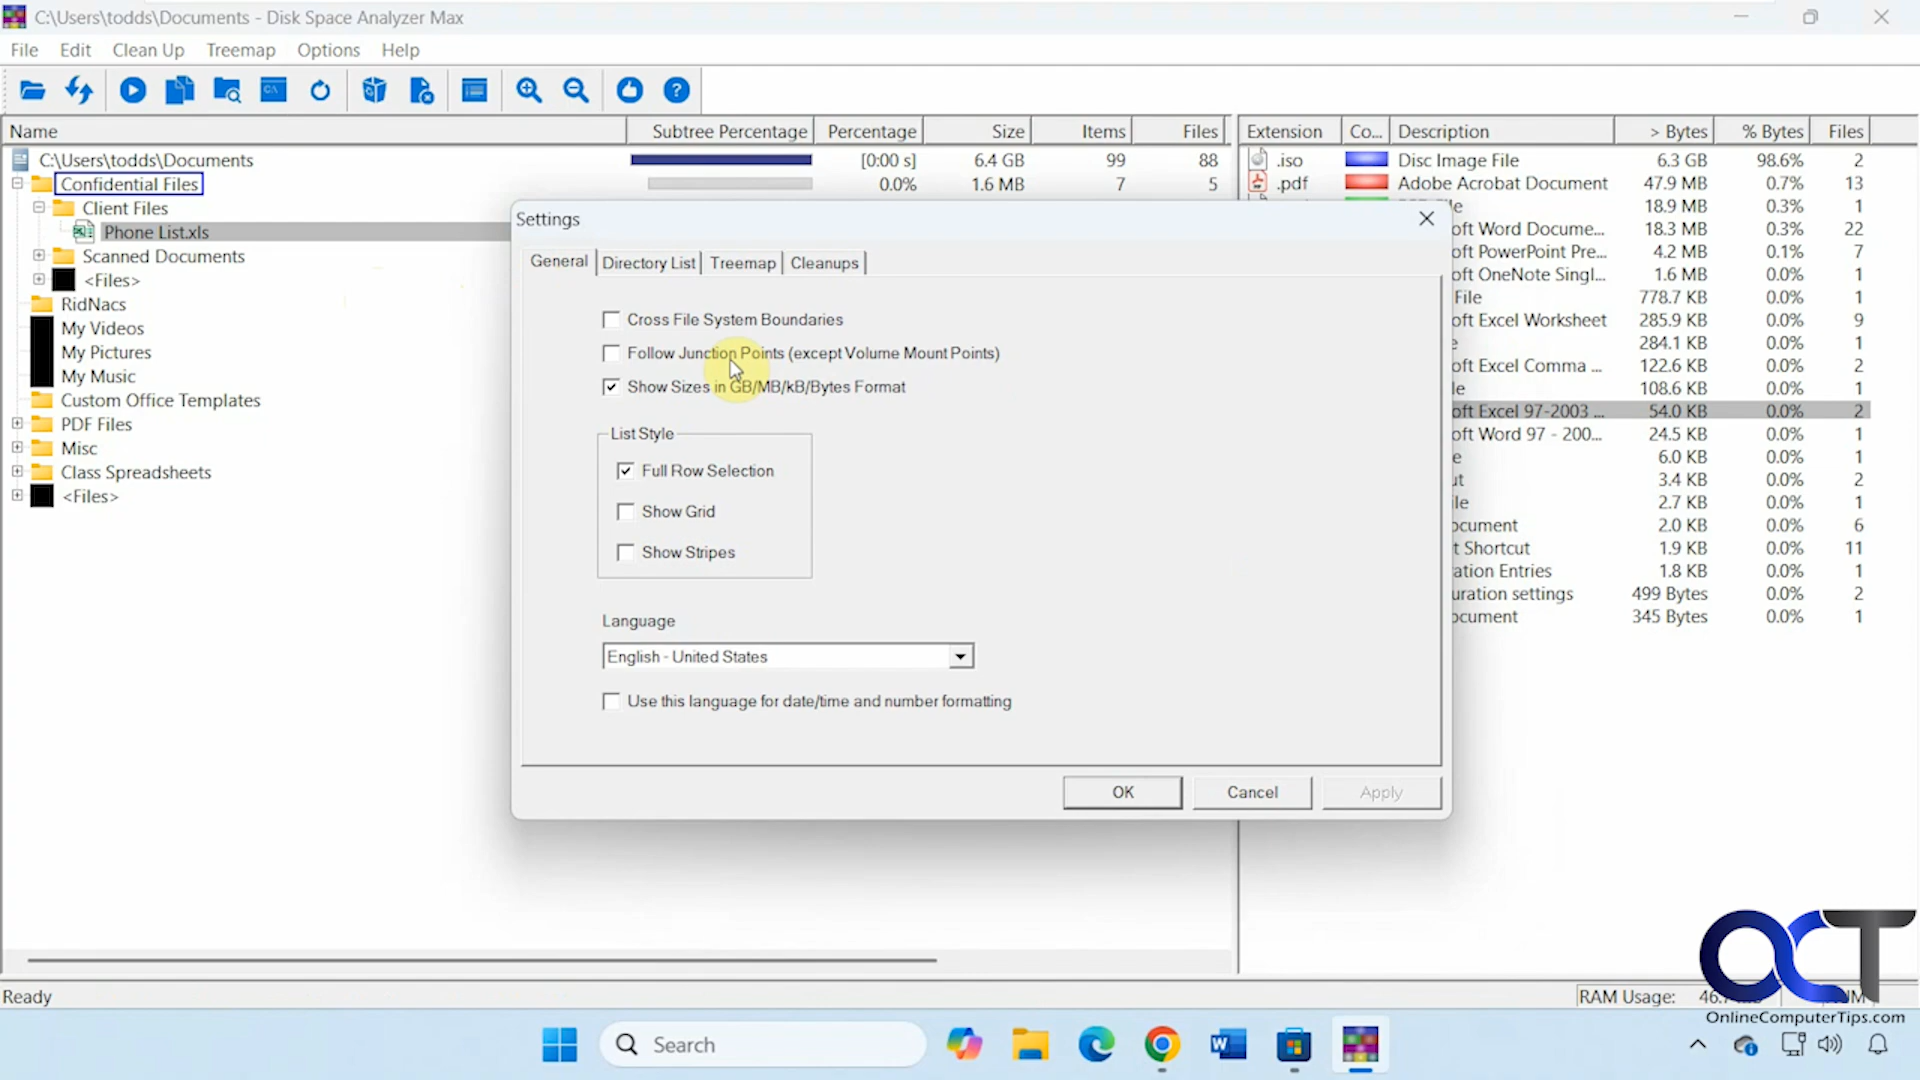 C:\Users\todds\Documents - Disk Space Analyzer Max
File Edit Clean Up Treemap Options Help
Name Subtree Percentage Percentage Size Items Files
C:\Users\todds\Documents [0:00 s] 6.4 GB 99 88
Confidential Files 0.0% 1.6 MB 7 5
Client Files
Phone List.xls
Scanned Documents
<Files>
RidNacs
My Videos
My Pictures
My Music
Custom Office Templates
PDF Files
Misc
Class Spreadsheets
<Files>
Extension Co... Description > Bytes % Bytes Files
.iso Disc Image File 6.3 GB 98.6% 2
.pdf Adobe Acrobat Document 47.9 MB 0.7% 13
18.9 MB 0.3% 1
Word Docume... 18.3 MB 0.3% 22
PowerPoint Pre... 4.2 MB 0.1% 7
OneNote Singl... 1.6 MB 0.0% 1
File 778.7 KB 0.0% 1
Excel Worksheet 285.9 KB 0.0% 9
284.1 KB 0.0% 1
Excel Comma ... 122.6 KB 0.0% 2
108.6 KB 0.0% 1
Excel 97-2003 ... 54.0 KB 0.0% 2
Word 97 - 200... 24.5 KB 0.0% 1
6.0 KB 0.0% 1
3.4 KB 0.0% 2
2.7 KB 0.0% 1
2.0 KB 0.0% 6
Shortcut 1.9 KB 0.0% 11
Entries 1.8 KB 0.0% 1
settings 499 Bytes 0.0% 2
345 Bytes 0.0% 1
Settings
General Directory List Treemap Cleanups
Cross File System Boundaries
Follow Junction Points (except Volume Mount Points)
Show Sizes in GB/MB/kB/Bytes Format
List Style
Full Row Selection
Show Grid
Show Stripes
Language
English - United States
Use this language for date/time and number formatting
OK Cancel Apply
Ready RAM Usage:
OCT
OnlineComputerTips.com
Search